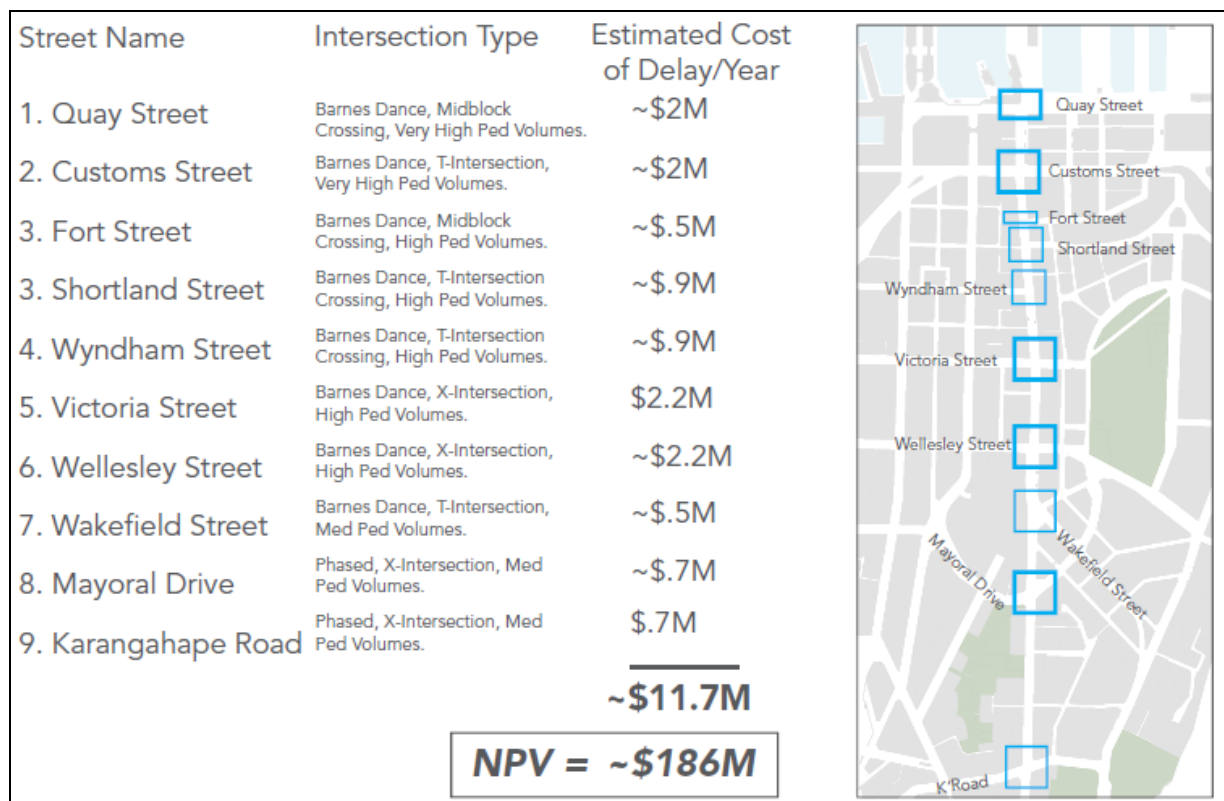 Street Name Intersection Type Estimated Cost
of Delay/Year
1. Quay Street Barnes Dance, Midblock
Crossing, Very High Ped Volumes. ~$2M
2. Customs Street Barnes Dance, T-Intersection,
Very High Ped Volumes. ~$2M
3. Fort Street Barnes Dance, Midblock
Crossing, High Ped Volumes. ~$.5M
3. Shortland Street Barnes Dance, T-Intersection
Crossing, High Ped Volumes. ~$.9M
4. Wyndham Street Barnes Dance, T-Intersection
Crossing, High Ped Volumes. ~$.9M
5. Victoria Street Barnes Dance, X-Intersection,
High Ped Volumes. $2.2M
6. Wellesley Street Barnes Dance, X-Intersection,
High Ped Volumes. ~$2.2M
7. Wakefield Street Barnes Dance, T-Intersection,
Med Ped Volumes. ~$.5M
8. Mayoral Drive Phased, X-Intersection, Med
Ped Volumes. ~$.7M
9. Karangahape Road Phased, X-Intersection, Med
Ped Volumes. $.7M
~$11.7M
NPV = ~$186M
Quay Street
Customs Street
Fort Street
Shortland Street
Wyndham Street
Victoria Street
Wellesley Street
Wakefield Street
Mayoral Drive
K'Road